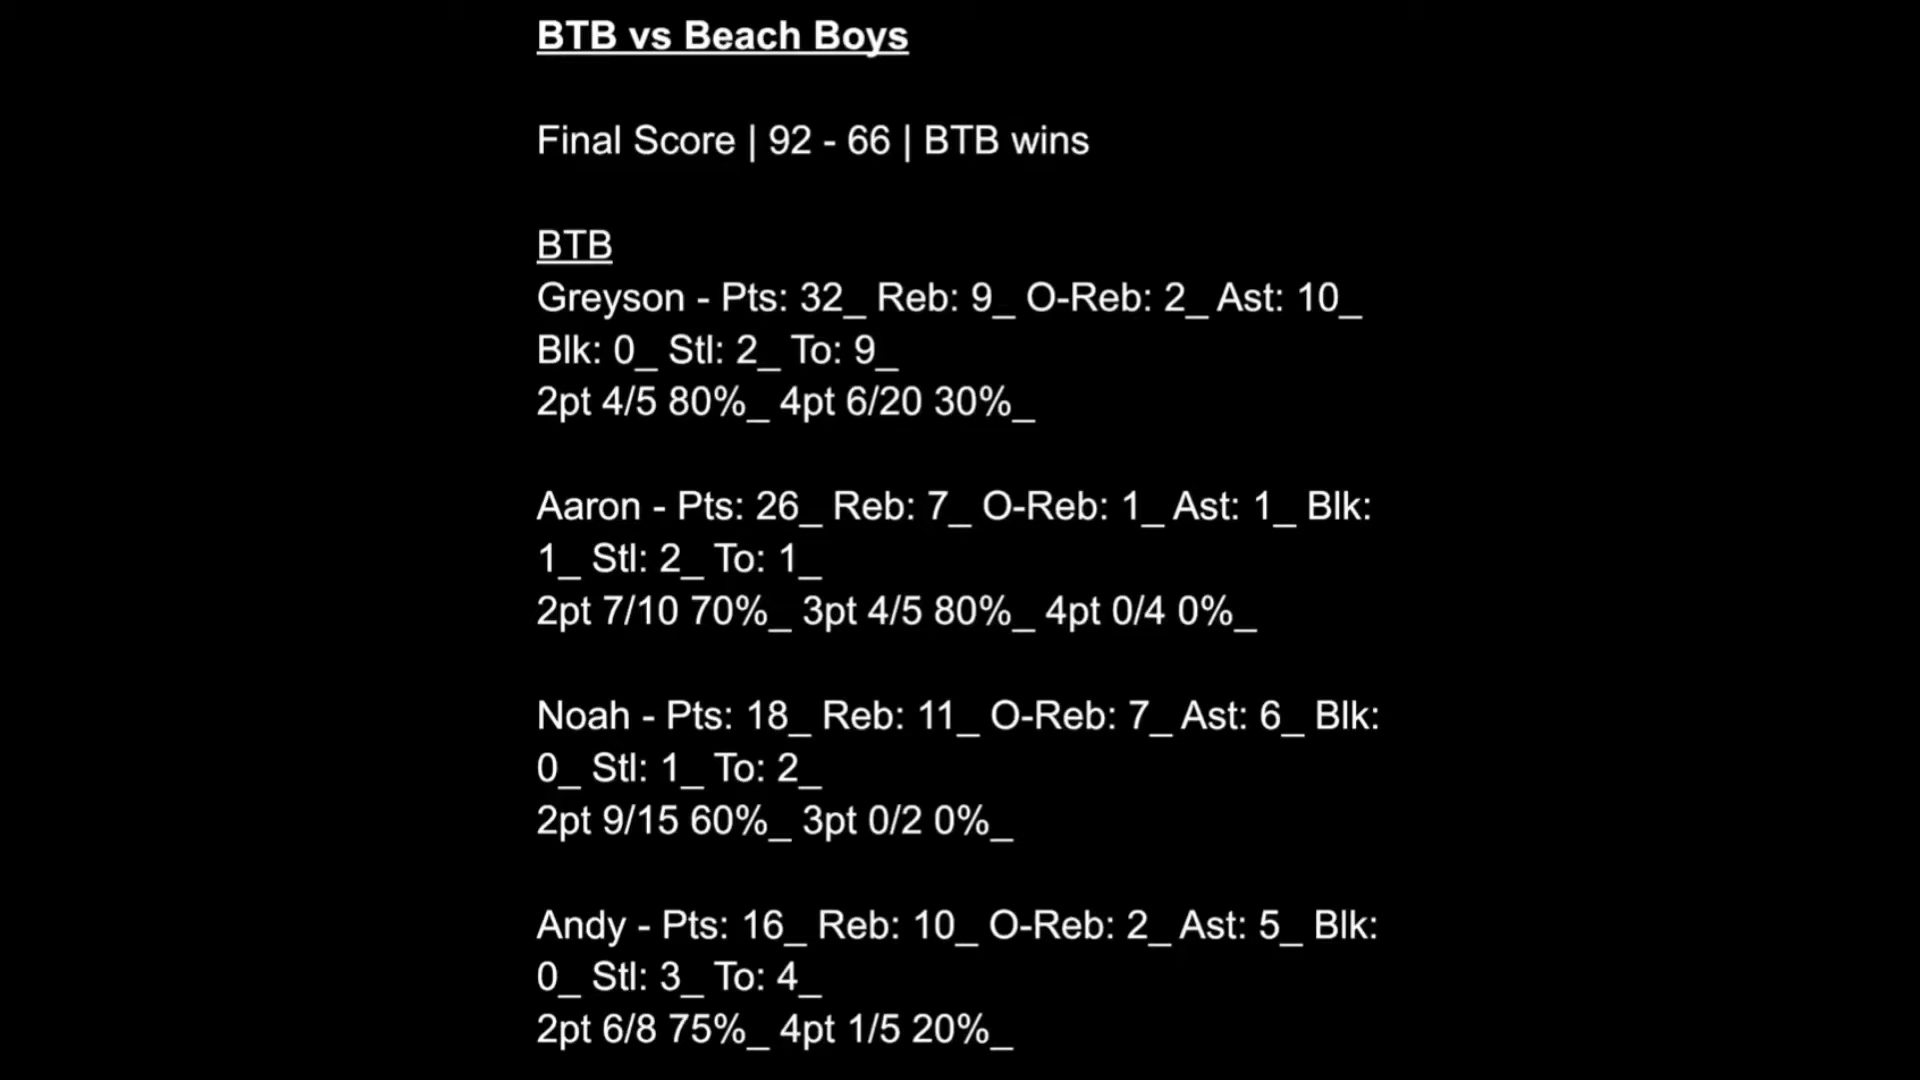 BTB vs Beach Boys
Final Score | 92 - 66 | BTB wins
BTB
Greyson - Pts: 32_ Reb: 9_ O-Reb: 2_ Ast: 10_
Blk: 0_ Stl: 2_ To: 9_
2pt 4/5 80%_ 4pt 6/20 30%_
Aaron - Pts: 26_ Reb: 7_ O-Reb: 1_ Ast: 1_ Blk:
1_ Stl: 2_ To: 1_
2pt 7/10 70%_ 3pt 4/5 80%_ 4pt 0/4 0%_
Noah - Pts: 18_ Reb: 11_ O-Reb: 7_ Ast: 6_ Blk:
0_ Stl: 1_ To: 2_
2pt 9/15 60%_ 3pt 0/2 0%_
Andy - Pts: 16_ Reb: 10_ O-Reb: 2_ Ast: 5_ Blk:
0_ Stl: 3_ To: 4_
2pt 6/8 75%_ 4pt 1/5 20%_